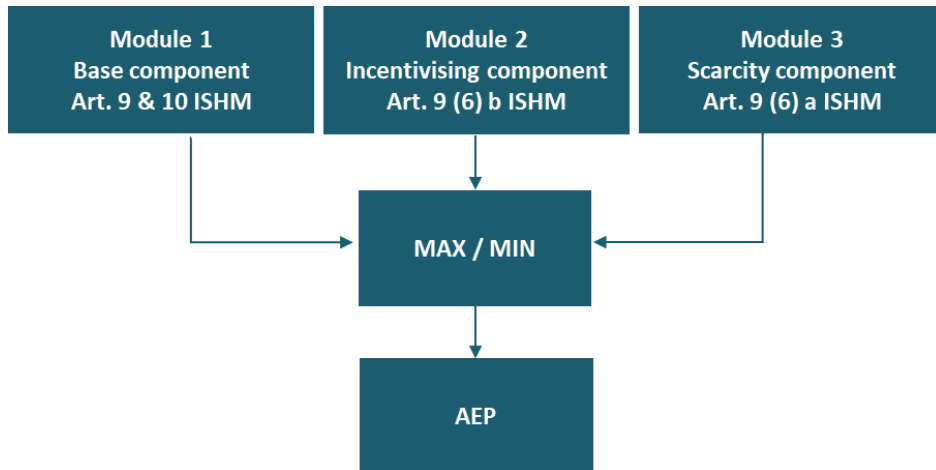 Module 1
Base component
Art. 9 & 10 ISHM
Module 2
Incentivising component
Art. 9 (6) b ISHM
Module 3
Scarcity component
Art. 9 (6) a ISHM
MAX / MIN
AEP